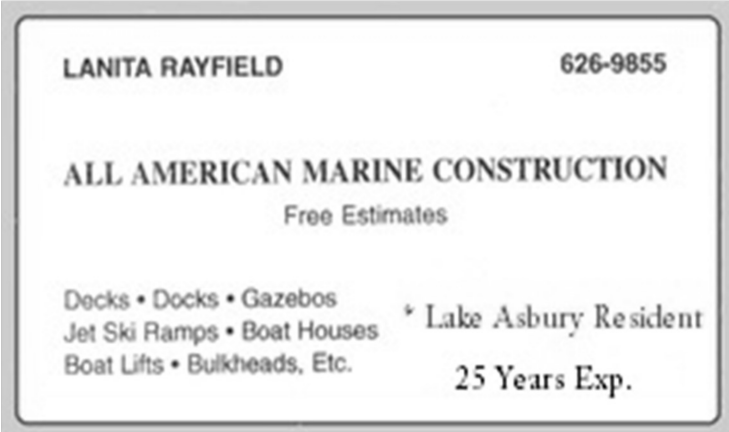 LANITA RAYFIELD 626-9855
ALL AMERICAN MARINE CONSTRUCTION
Free Estimates
Decks • Docks • Gazebos
Jet Ski Ramps • Boat Houses
Boat Lifts • Bulkheads, Etc.
* Lake Asbury Resident
25 Years Exp.